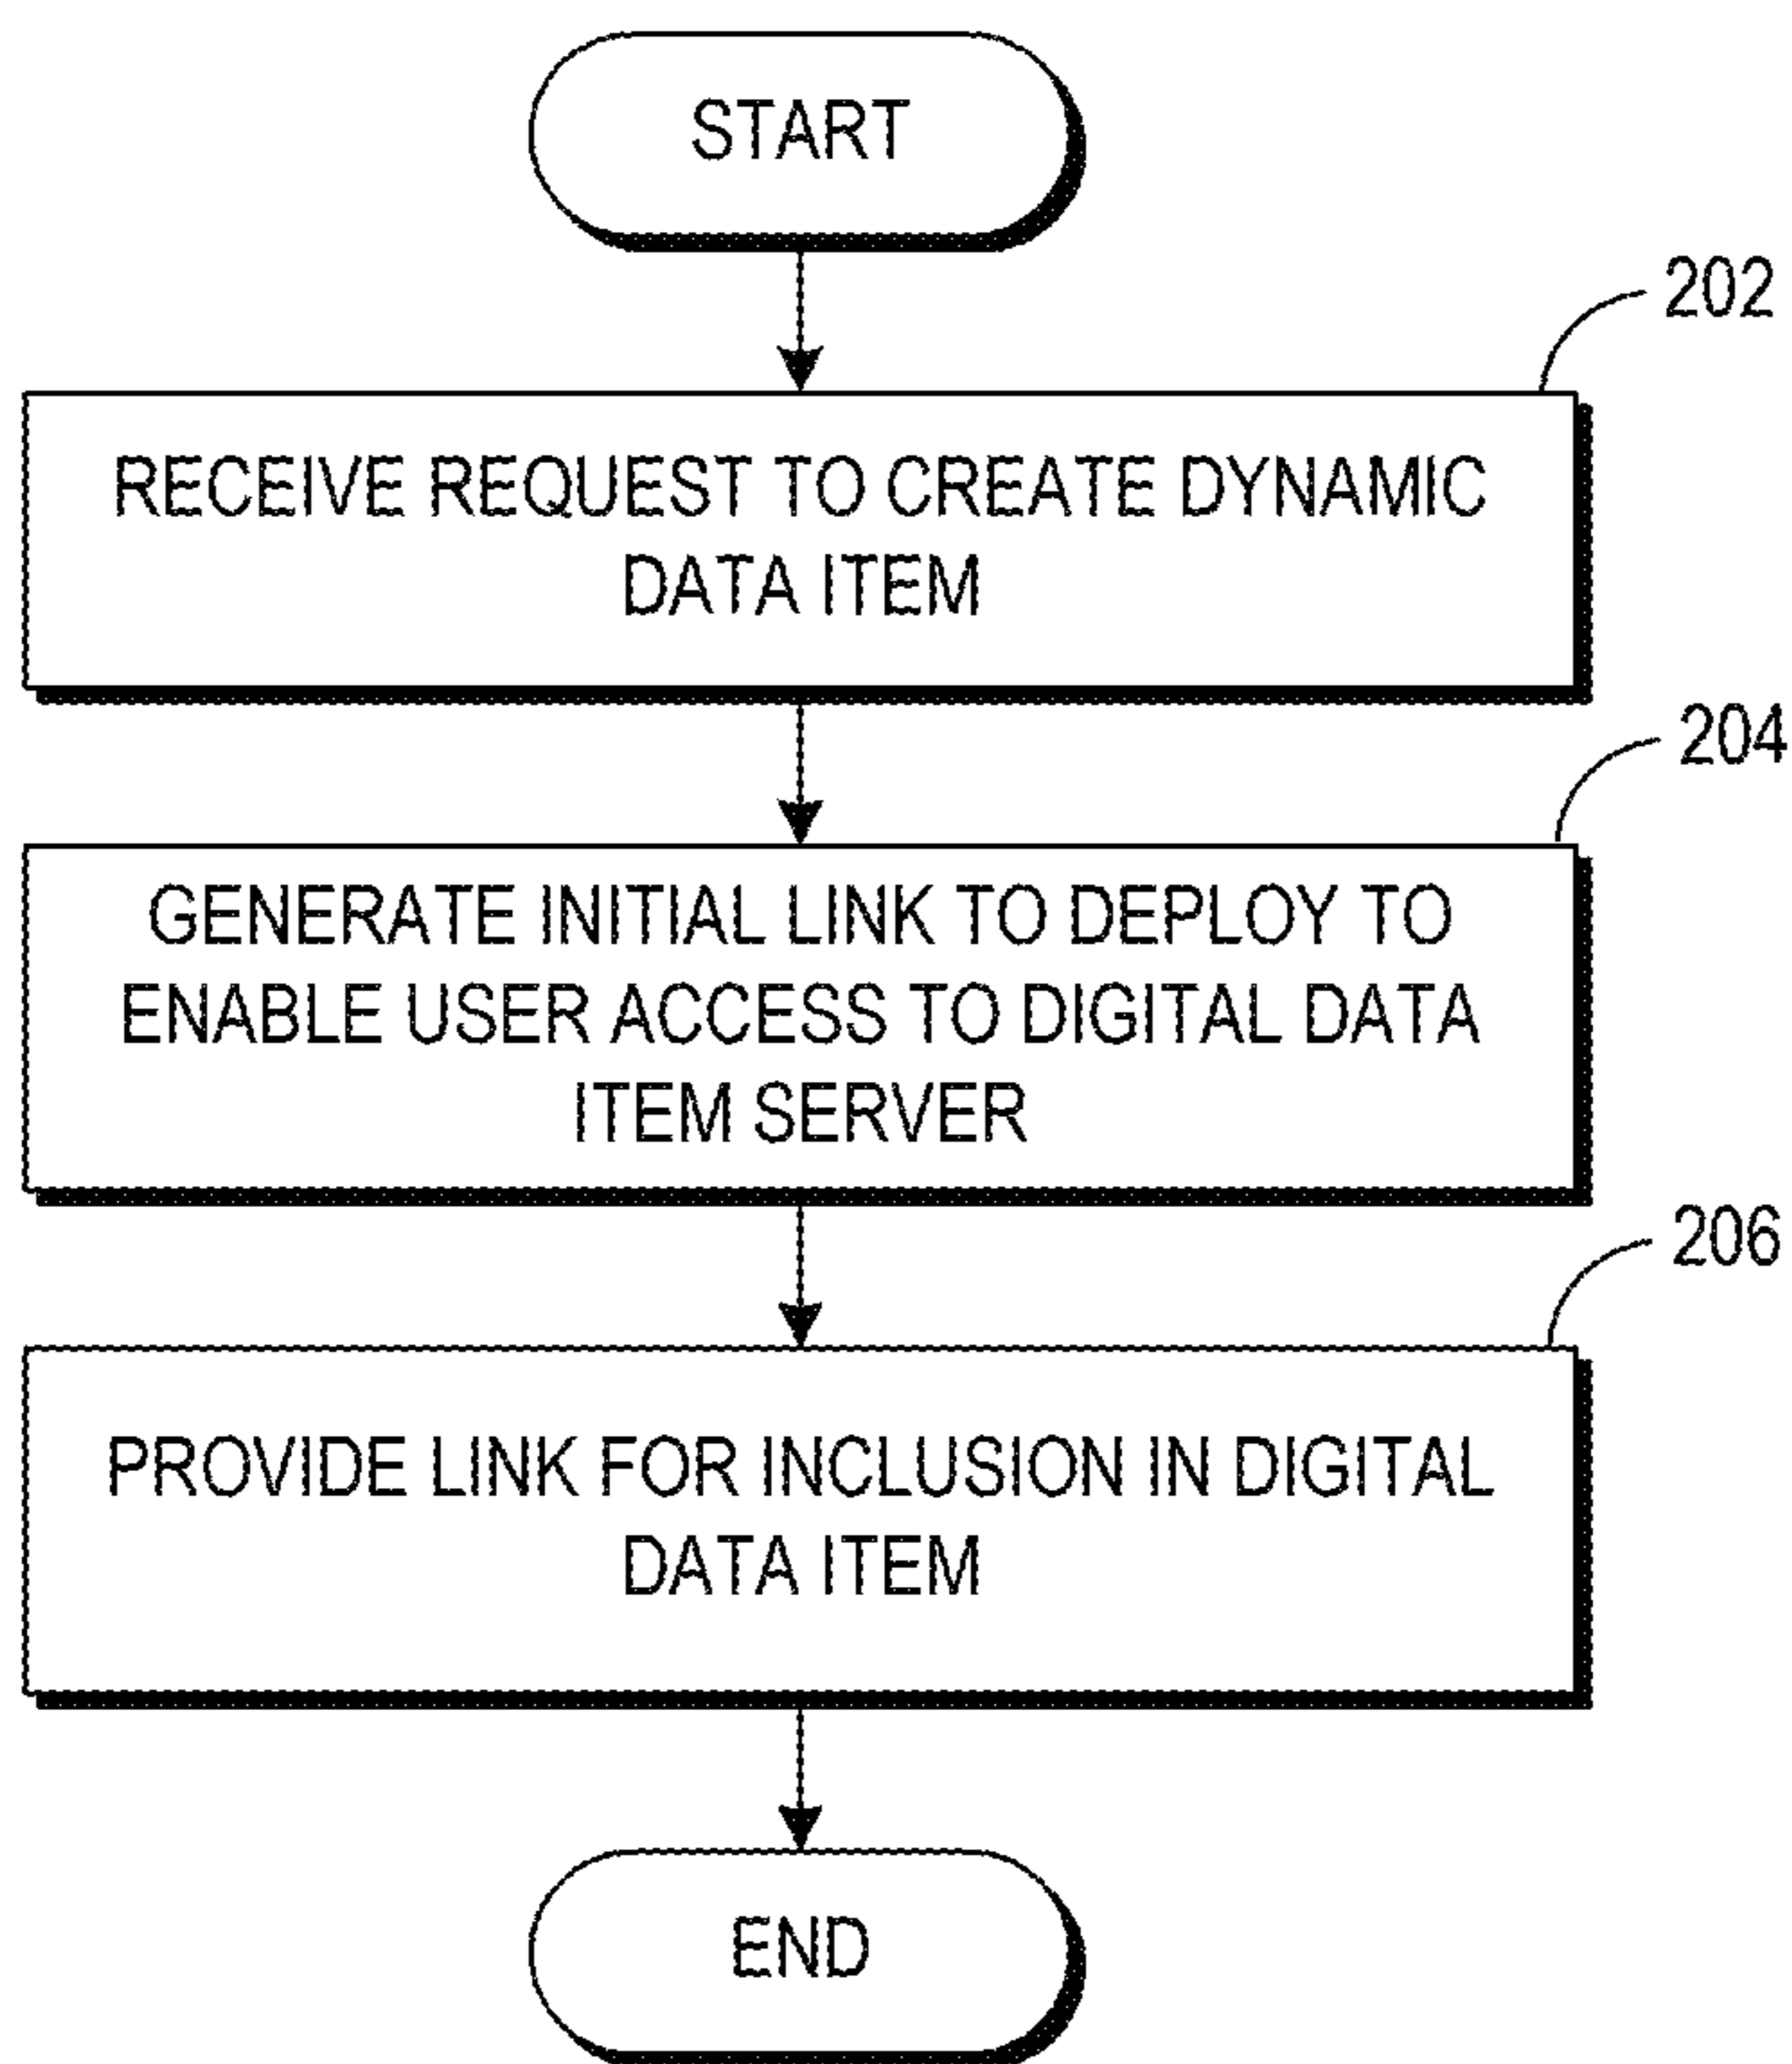 START
202
RECEIVE REQUEST TO CREATE DYNAMIC
DATA ITEM
204
GENERATE INITIAL LINK TO DEPLOY TO
ENABLE USER ACCESS TO DIGITAL DATA
ITEM SERVER
206
PROVIDE LINK FOR INCLUSION IN DIGITAL
DATA ITEM
END